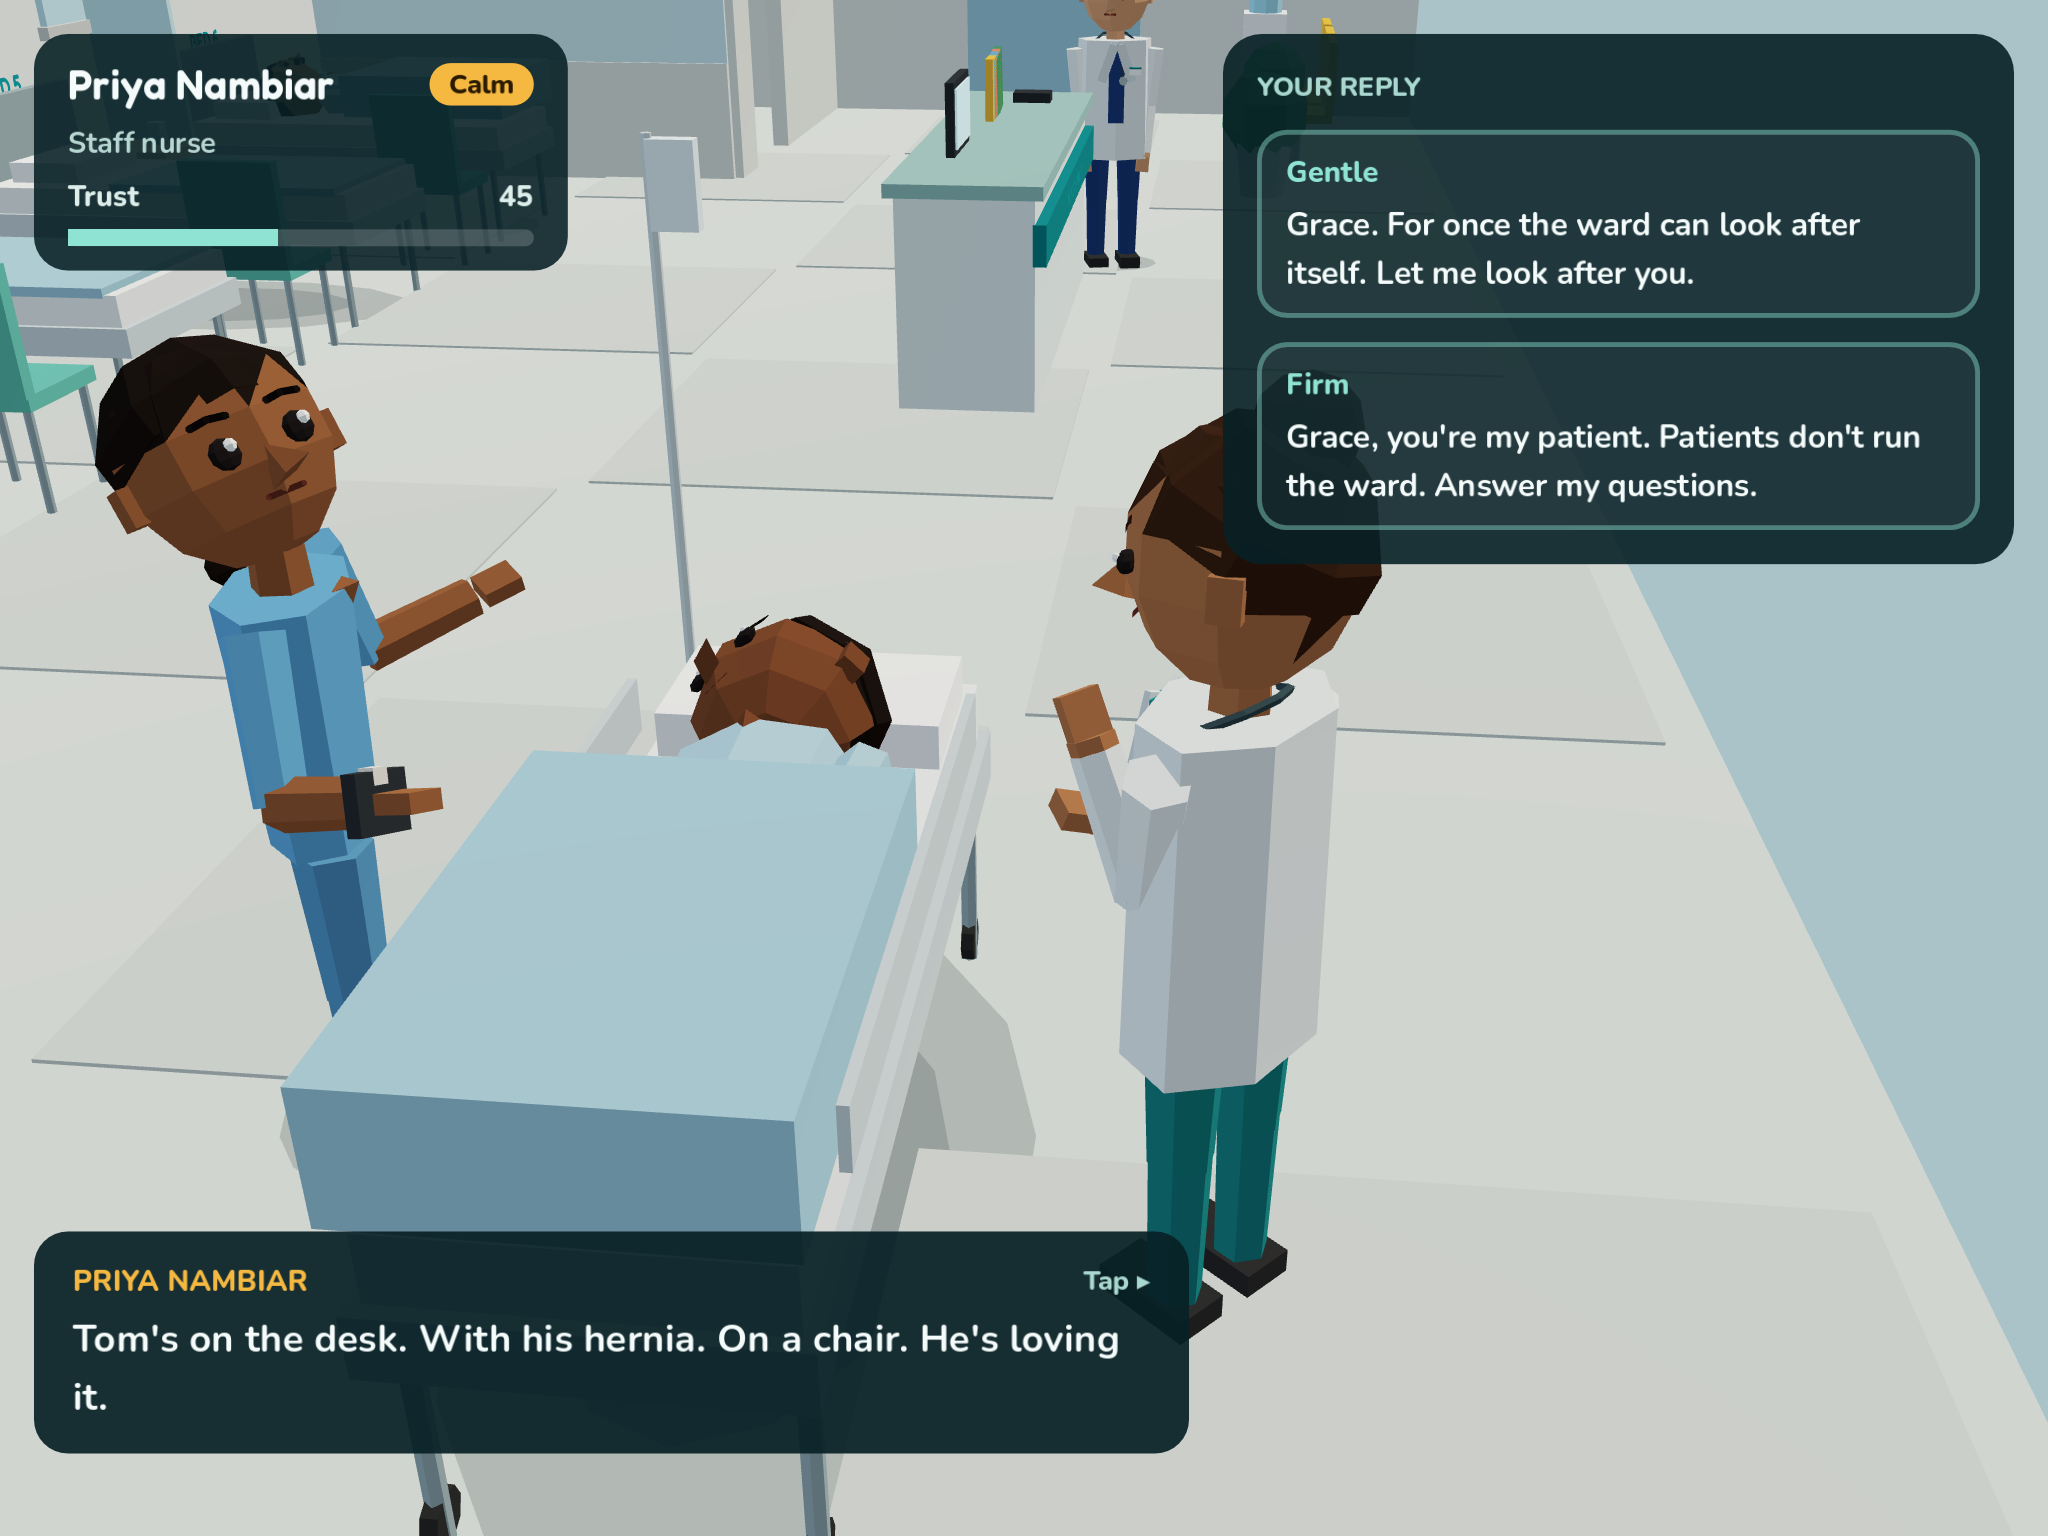 Priya Nambiar
Calm
Staff nurse
Trust
45
YOUR REPLY
Gentle
Grace. For once the ward can look after
itself. Let me look after you.
Firm
Grace, you're my patient. Patients don't run
the ward. Answer my questions.
PRIYA NAMBIAR
Tap ▸
Tom's on the desk. With his hernia. On a chair. He's loving
it.